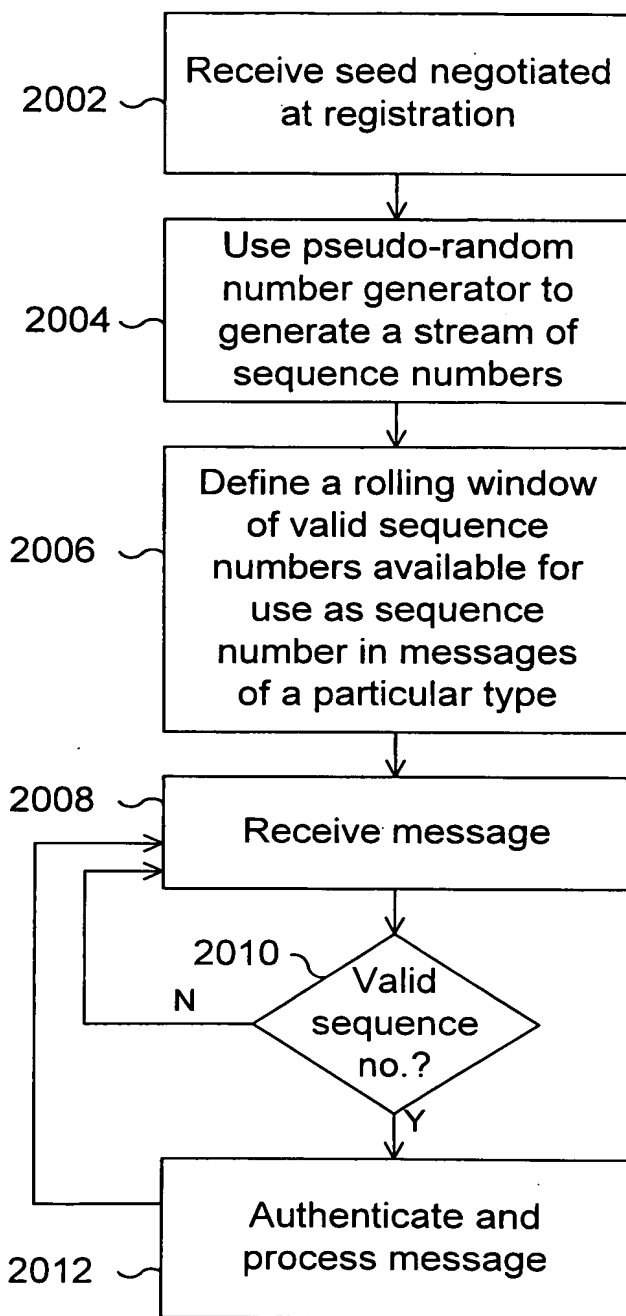 2002
Receive seed negotiated
at registration
2004
Use pseudo-random
number generator to
generate a stream of
sequence numbers
2006
Define a rolling window
of valid sequence
numbers available for
use as sequence
number in messages
of a particular type
2008
Receive message
2010
Valid
sequence
no.?
N
Y
2012
Authenticate and
process message